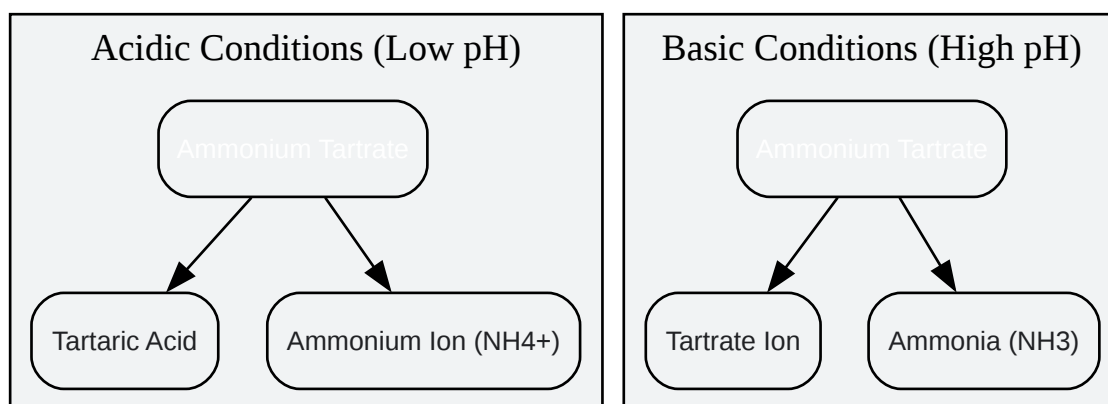 Acidic Conditions (Low pH)
Ammonium Tartrate
Tartaric Acid
Ammonium Ion (NH4+)
Basic Conditions (High pH)
Ammonium Tartrate
Tartrate Ion
Ammonia (NH3)